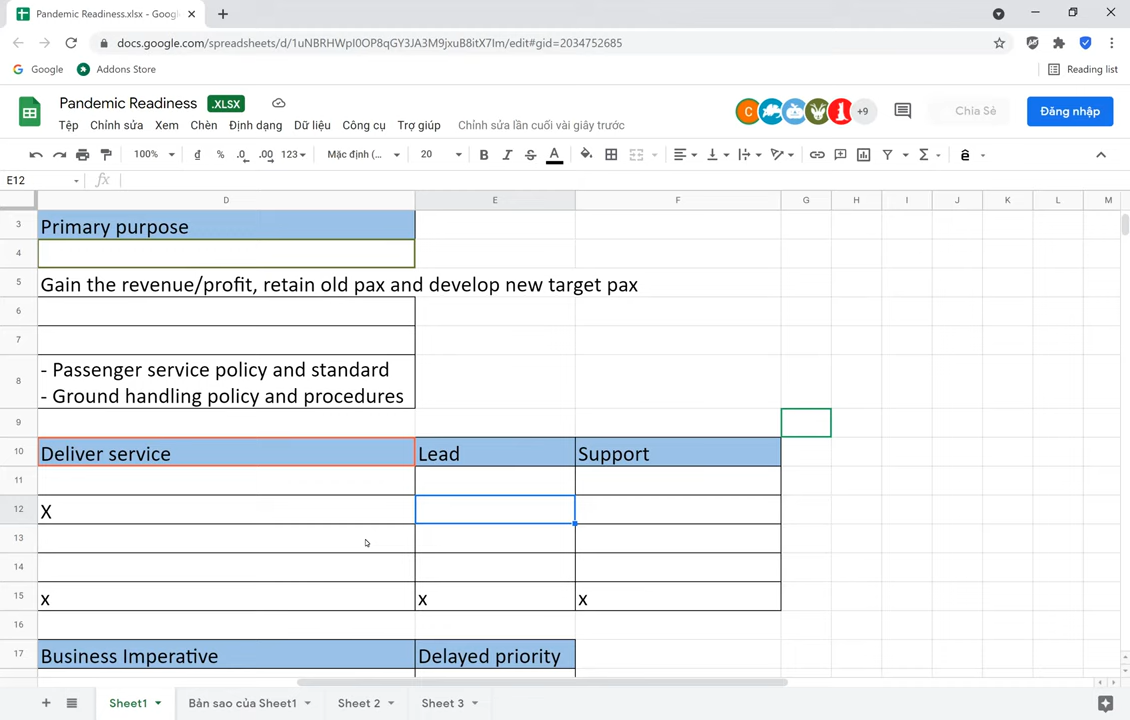 Pandemic Readiness.xlsx - Googl
docs.google.com/spreadsheets/d/1uNBRHWpI0OP8qGY3JA3M9jxuB8itX7Im/edit#gid=2034752685
Google
Addons Store
Reading list
Pandemic Readiness
.XLSX
C
+9
Chia Sẻ
Đăng nhập
Tệp
Chỉnh sửa
Xem
Chèn
Định dạng
Dữ liệu
Công cụ
Trợ giúp
Chỉnh sửa lần cuối vài giây trước
100%
₫
%
.0
.00
123
Mặc định (...
20
B
I
S
A
Σ
ê
E12
fx
D
E
F
G
H
I
J
K
L
M
3
Primary purpose
4
5
Gain the revenue/profit, retain old pax and develop new target pax
6
7
8
- Passenger service policy and standard
- Ground handling policy and procedures
9
10
Deliver service
Lead
Support
11
12
X
13
14
15
x
x
x
16
17
Business Imperative
Delayed priority
Sheet1
Bản sao của Sheet1
Sheet 2
Sheet 3